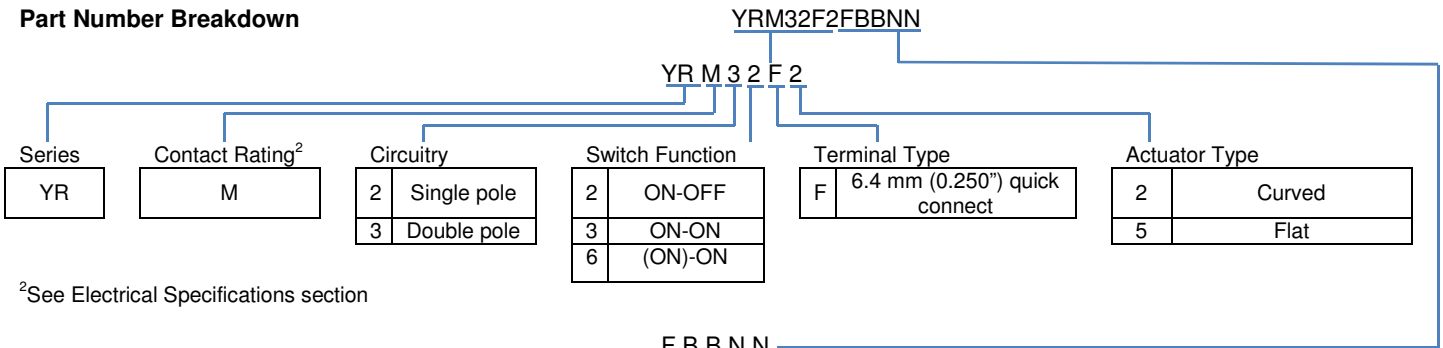 Part Number Breakdown YRM32F2FBBNN
YR M 3 2 F 2
Series Contact Rating2 Circuitry Switch Function Terminal Type Actuator Type
YR M 2 Single pole 2 ON-OFF F 6.4 mm (0.250”) quick connect 2 Curved
3 Double pole 3 ON-ON 5 Flat
6 (ON)-ON
2See Electrical Specifications section
F B B N N